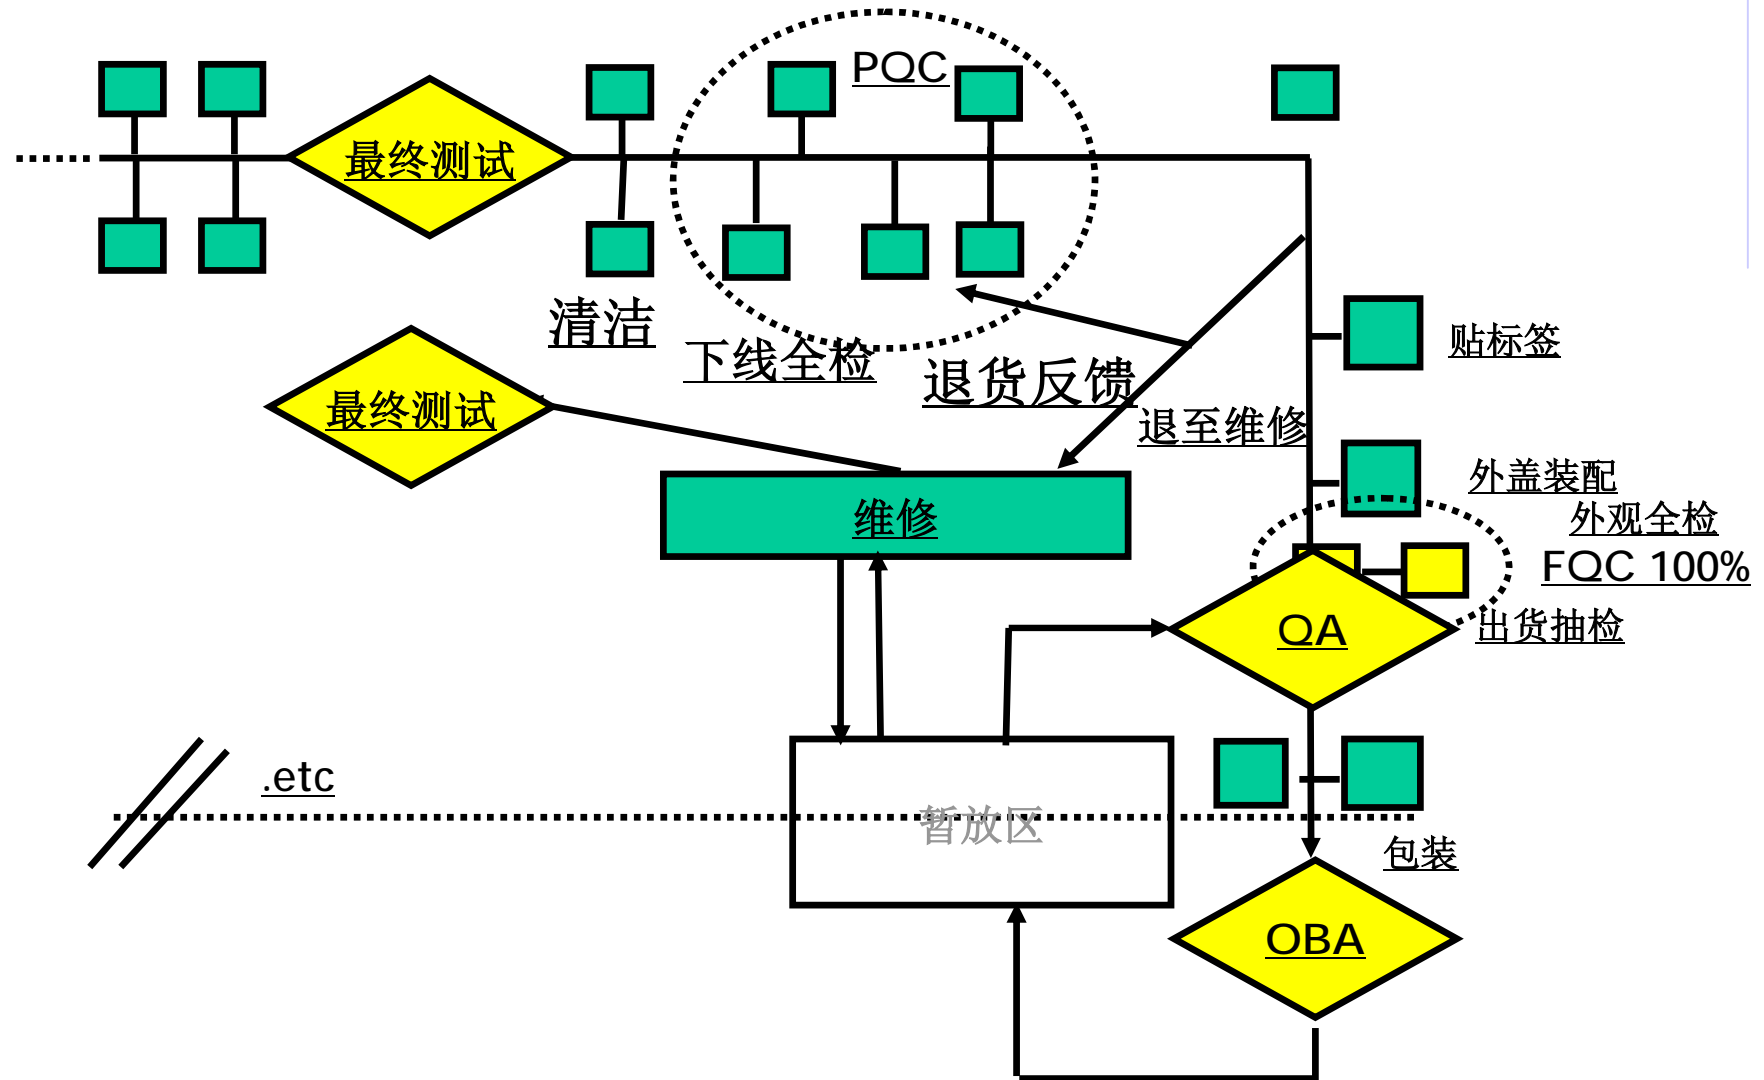 PQC
最终测试
清洁
下线全检
退货反馈
贴标签
最终测试
退至维修
外盖装配
维修
外观全检
FQC 100%
QA
出货抽检
.etc
暂放区
包装
OBA